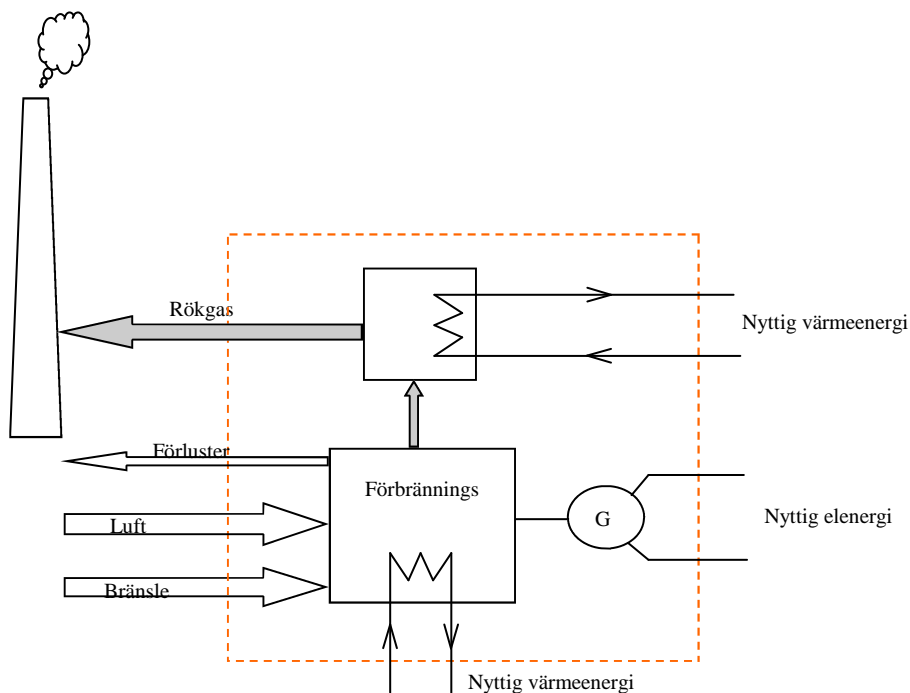 Rökgas
Nyttig värmeenergi
Förluster
Förbrännings
Luft
G
Nyttig elenergi
Bränsle
Nyttig värmeenergi